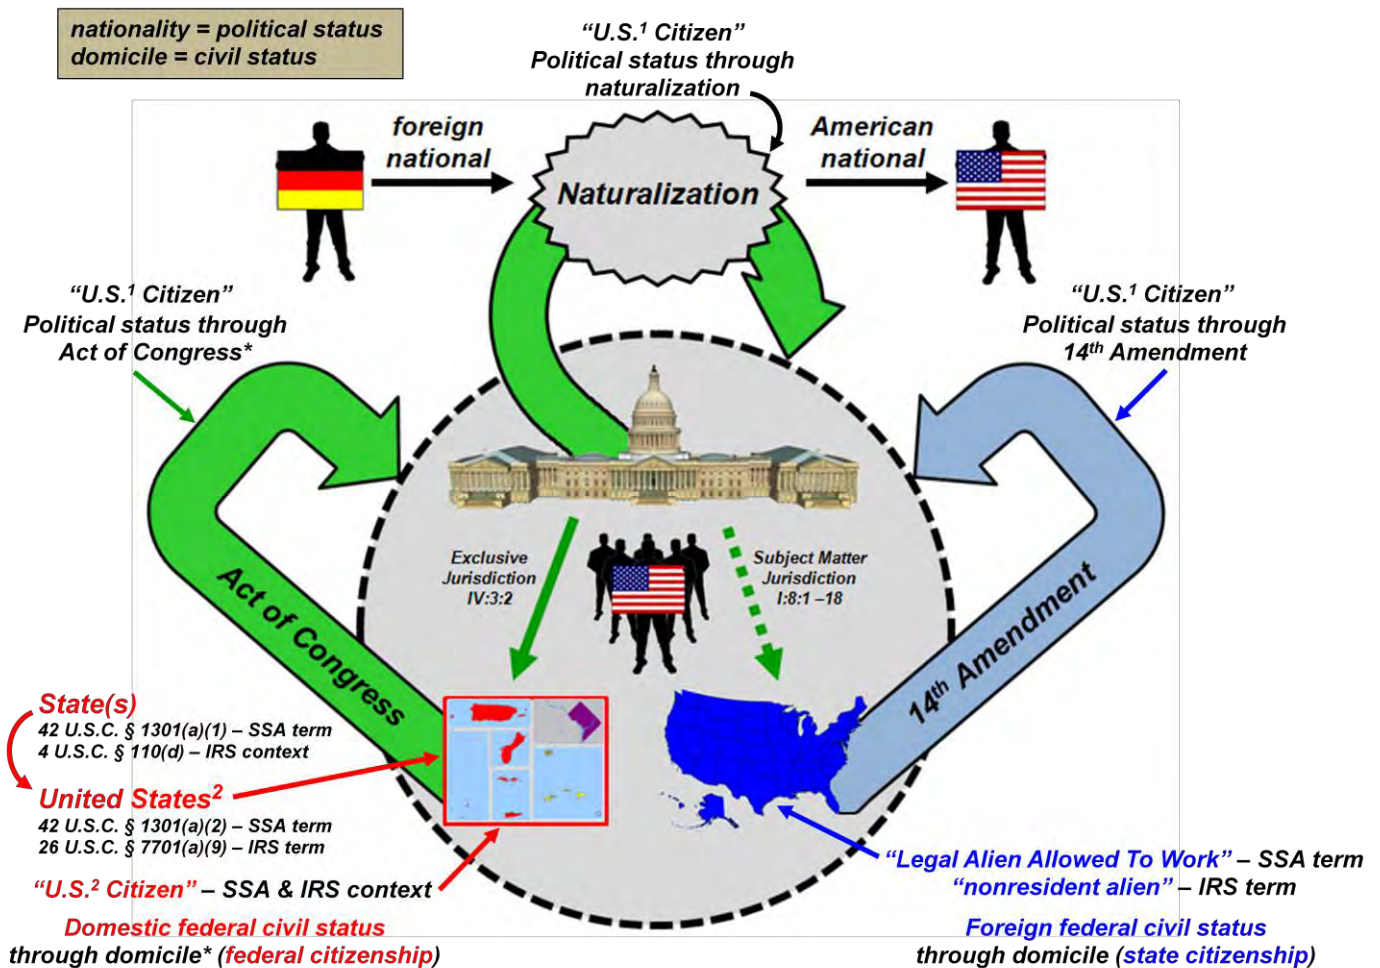 nationality = political status
domicile = civil status
“U.S.¹ Citizen”
Political status through
naturalization
foreign
national
Naturalization
American
national
“U.S.¹ Citizen”
Political status through
Act of Congress*
“U.S.¹ Citizen”
Political status through
14th Amendment
Exclusive
Jurisdiction
IV:3:2
Subject Matter
Jurisdiction
I:8:1 –18
Act of Congress
14th Amendment
State(s)
42 U.S.C. § 1301(a)(1) – SSA term
4 U.S.C. § 110(d) – IRS context
United States²
42 U.S.C. § 1301(a)(2) – SSA term
26 U.S.C. § 7701(a)(9) – IRS term
“U.S.² Citizen” – SSA & IRS context
Domestic federal civil status
through domicile* (federal citizenship)
“Legal Alien Allowed To Work” – SSA term
“nonresident alien” – IRS term
Foreign federal civil status
through domicile (state citizenship)